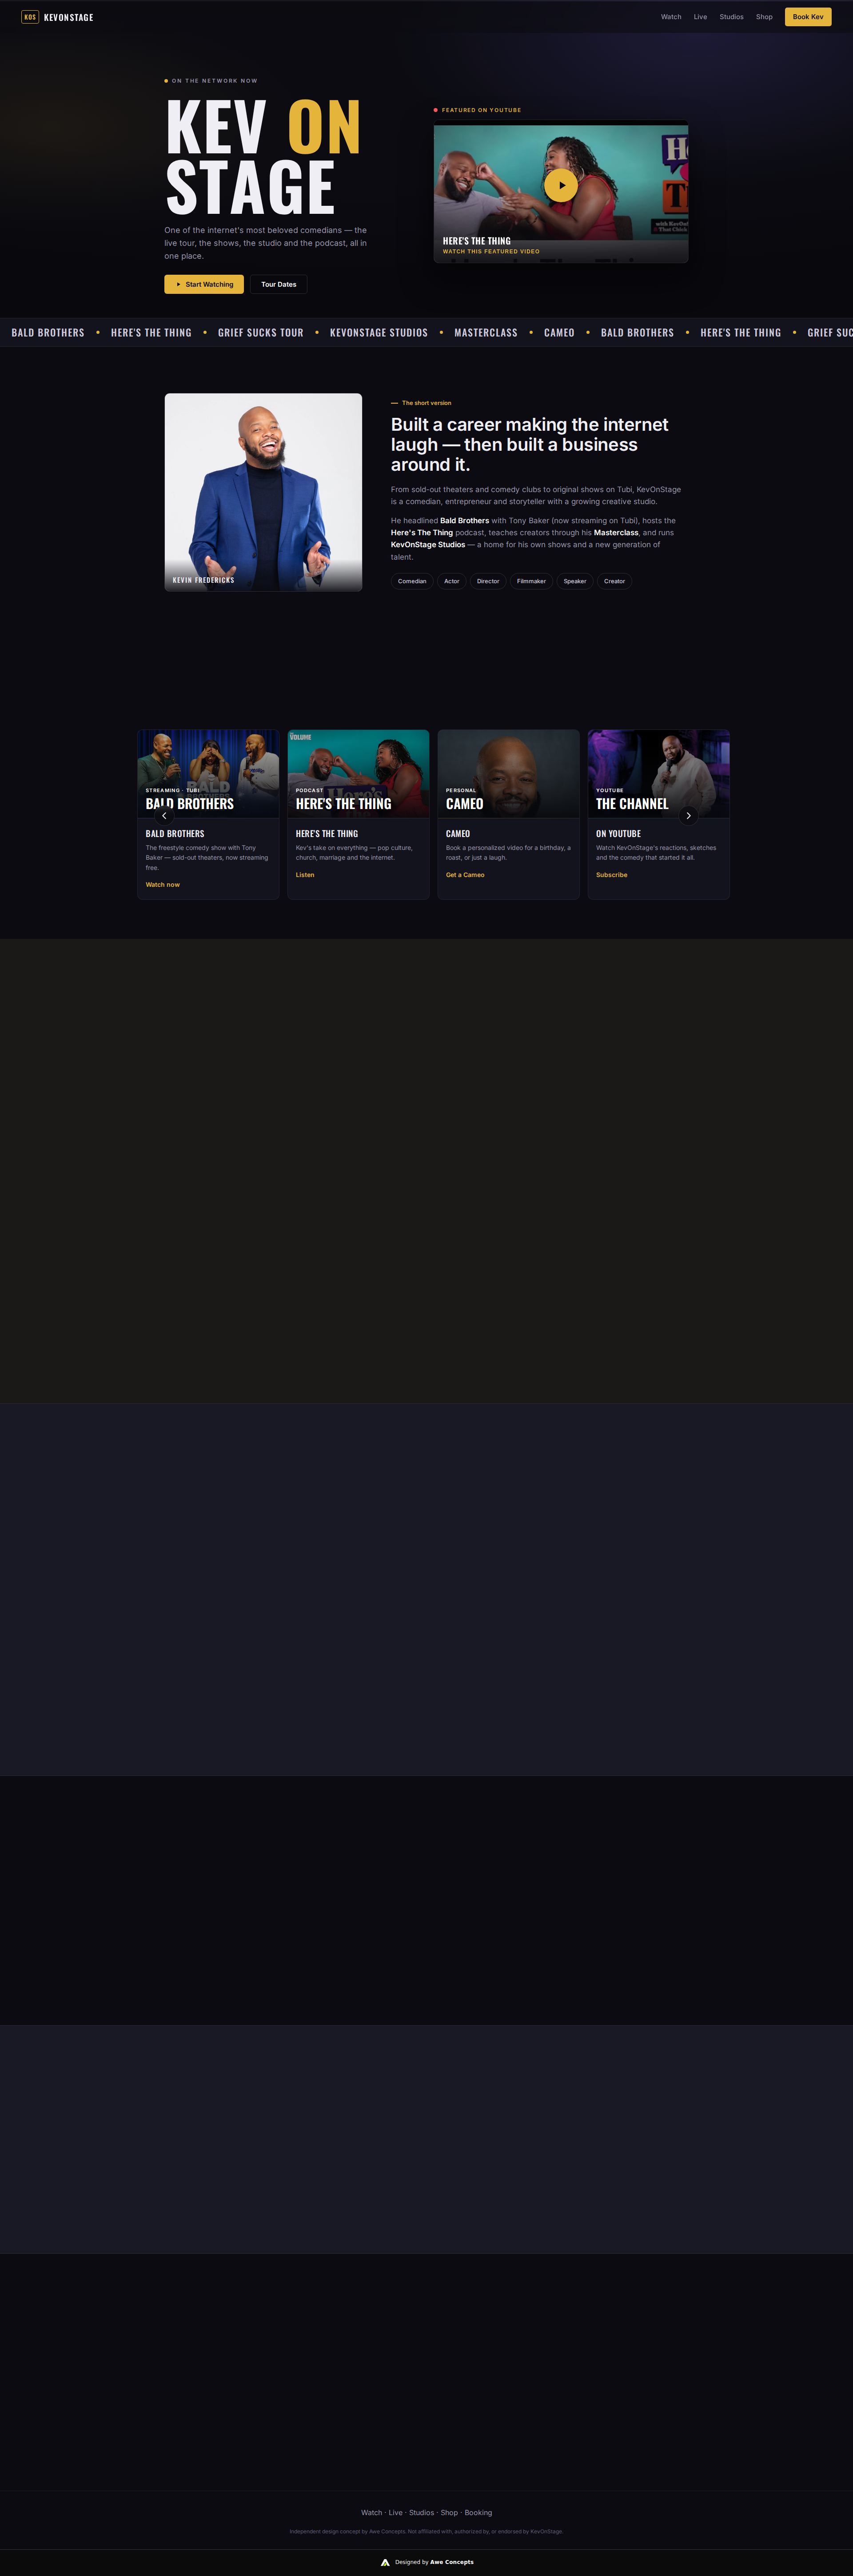 KOS KEVONSTAGE
Watch Live Studios Shop Book Kev
ON THE NETWORK NOW
KEV ON
STAGE
One of the internet's most beloved comedians — the
live tour, the shows, the studio and the podcast, all in
one place.
Start Watching Tour Dates
FEATURED ON YOUTUBE
HERE'S THE THING
WATCH THIS FEATURED VIDEO
BALD BROTHERS • HERE'S THE THING • GRIEF SUCKS TOUR • KEVONSTAGE STUDIOS • MASTERCLASS • CAMEO • BALD BROTHERS • HERE'S THE THING • GRIEF SUC
KEVIN FREDERICKS
— The short version
Built a career making the internet
laugh — then built a business
around it.
From sold-out theaters and comedy clubs to original shows on Tubi, KevOnStage
is a comedian, entrepreneur and storyteller with a growing creative studio.
He headlined Bald Brothers with Tony Baker (now streaming on Tubi), hosts the
Here's The Thing podcast, teaches creators through his Masterclass, and runs
KevOnStage Studios — a home for his own shows and a new generation of
talent.
Comedian Actor Director Filmmaker Speaker Creator
STREAMING · TUBI
BALD BROTHERS
BALD BROTHERS
The freestyle comedy show with Tony
Baker — sold-out theaters, now streaming
free.
Watch now
VOLUME
PODCAST
HERE'S THE THING
HERE'S THE THING
Kev's take on everything — pop culture,
church, marriage and the internet.
Listen
PERSONAL
CAMEO
CAMEO
Book a personalized video for a birthday, a
roast, or just a laugh.
Get a Cameo
YOUTUBE
THE CHANNEL
ON YOUTUBE
Watch KevOnStage's reactions, sketches
and the comedy that started it all.
Subscribe
Watch · Live · Studios · Shop · Booking
Independent design concept by Awe Concepts. Not affiliated with, authorized by, or endorsed by KevOnStage.
Designed by Awe Concepts